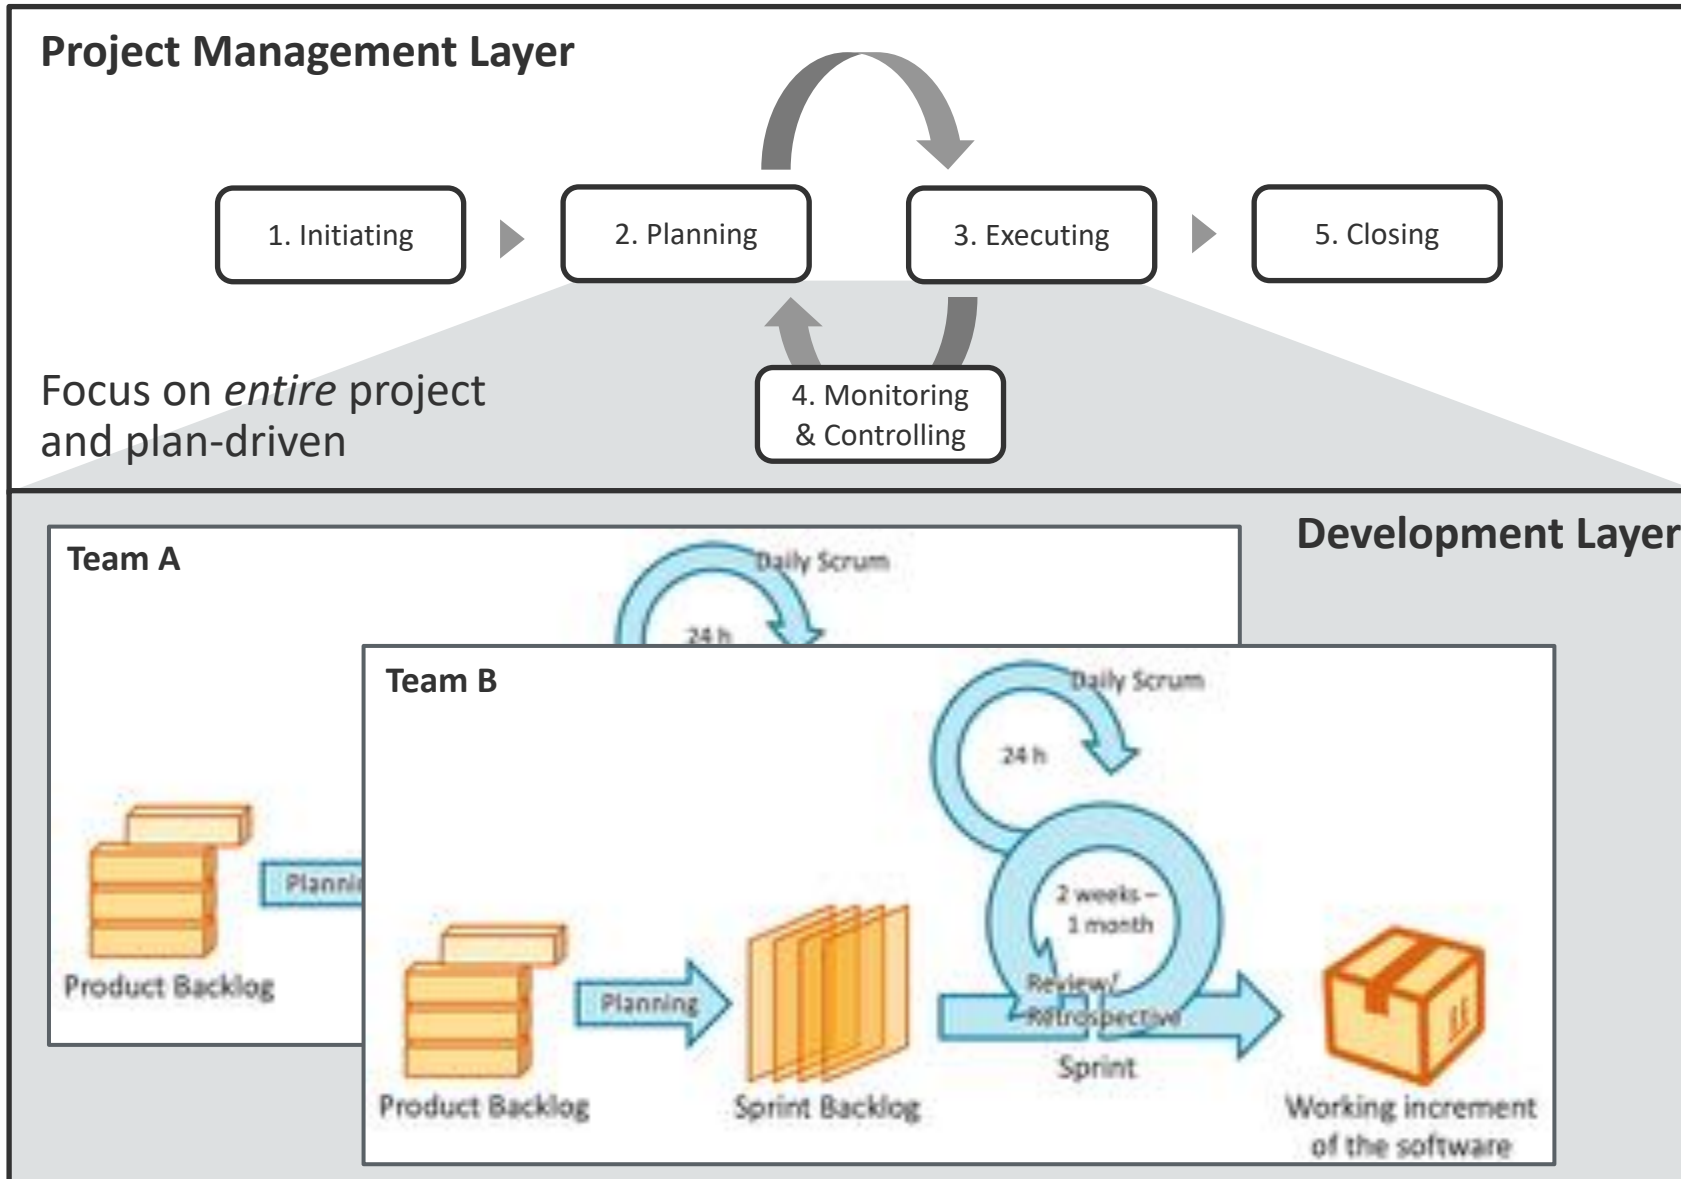 Project Management Layer
1. Initiating
2. Planning
3. Executing
5. Closing
4. Monitoring
& Controlling
Focus on entire project
and plan-driven
Development Layer
Team A
Daily Scrum
24 h
Plannin
Product Backlog
Team B
Daily Scrum
24 h
2 weeks –
1 month
Planning
Review/
Retrospective
Sprint
Product Backlog
Sprint Backlog
Working increment
of the software